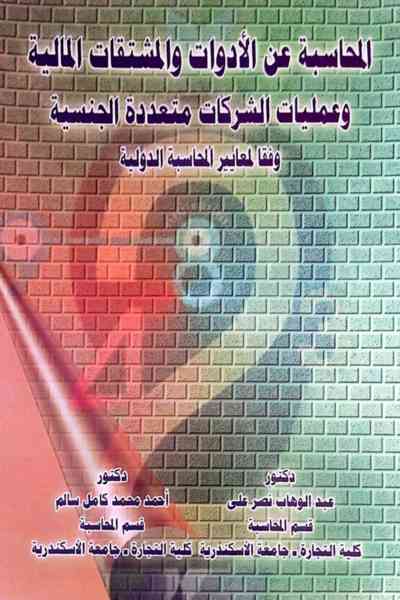 المحاسبة عن الأدوات والمشتقات المالية
وعمليات الشركات متعددة الجنسية
وفقا لمعايير المحاسبة الدولية
دكتور
عبد الوهاب نصر على
قسم المحاسبة
كلية التجارة - جامعة الأسكندرية
دكتور
أحمد محمد كامل سالم
قسم المحاسبة
كلية التجارة - جامعة الأسكندرية